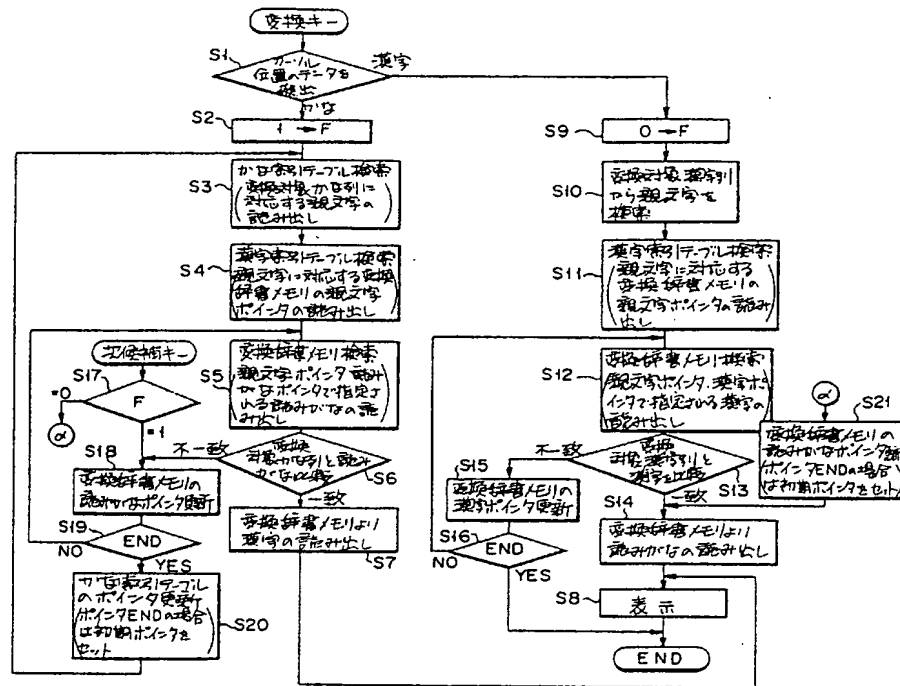 変換キー
S1
カーソル
位置のデータを
検出
漢字
かな
S2
1→F
S3
かな索引テーブル検索
変換対象かな列に
対応する親文字の
読み出し
S4
漢字索引テーブル検索
親文字に対応する変換
辞書メモリの親文字
ポインタの読み出し
次候補キー
S17
F
=0
α
=1
S5
変換辞書メモリ検索
親文字ポインタ, 読み
かなポインタで指定さ
れる読みかなの読
み出し
不一致
変換
対象かな列と読み
かな比較
S6
一致
S18
変換辞書メモリの
読みかなポインタ更新
S19
END
NO
YES
変換辞書メモリより
漢字の読み出し
S7
かな索引テーブル
のポインタ更新
ポインタENDの場合
は初期ポインタを
セット
S20
S9
0→F
S10
変換対象漢字列
から親文字を
検索
S11
漢字索引テーブル検索
親文字に対応する
変換辞書メモリの
親文字ポインタの読み
出し
S12
変換辞書メモリ検索
親文字ポインタ, 漢字ポ
インタで指定される漢字の
読み出し
α
S21
変換辞書メモリの
読みかなポインタ更新
ポインタENDの場合
は初期ポインタをセット
不一致
変換
対象漢字列と
漢字比較
S13
一致
S15
変換辞書メモリの
漢字ポインタ更新
S16
END
NO
YES
S14
変換辞書メモリより
読みがなの読み出し
S8
表示
END